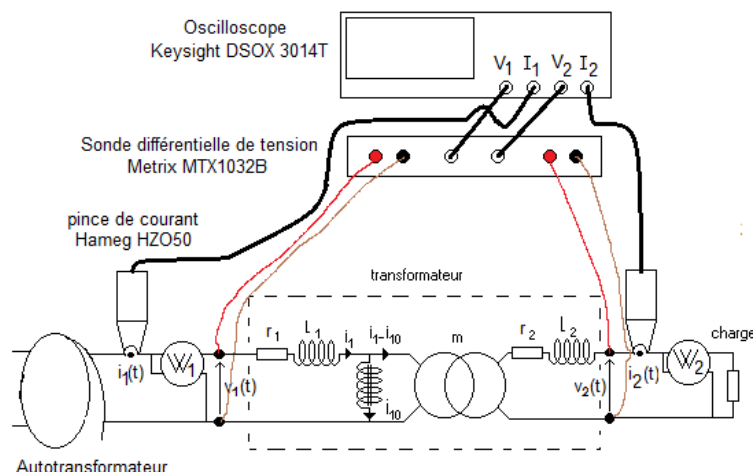 Oscilloscope
Keysight DSOX 3014T
V1 I1 V2 I2
Sonde différentielle de tension
Metrix MTX1032B
pince de courant
Hameg HZO50
transformateur
r1 L1 i1 i1-i10 m r2 L2 charge
W1 W2
i1(t) v1(t) i10 v2(t) i2(t)
Autotransformateur